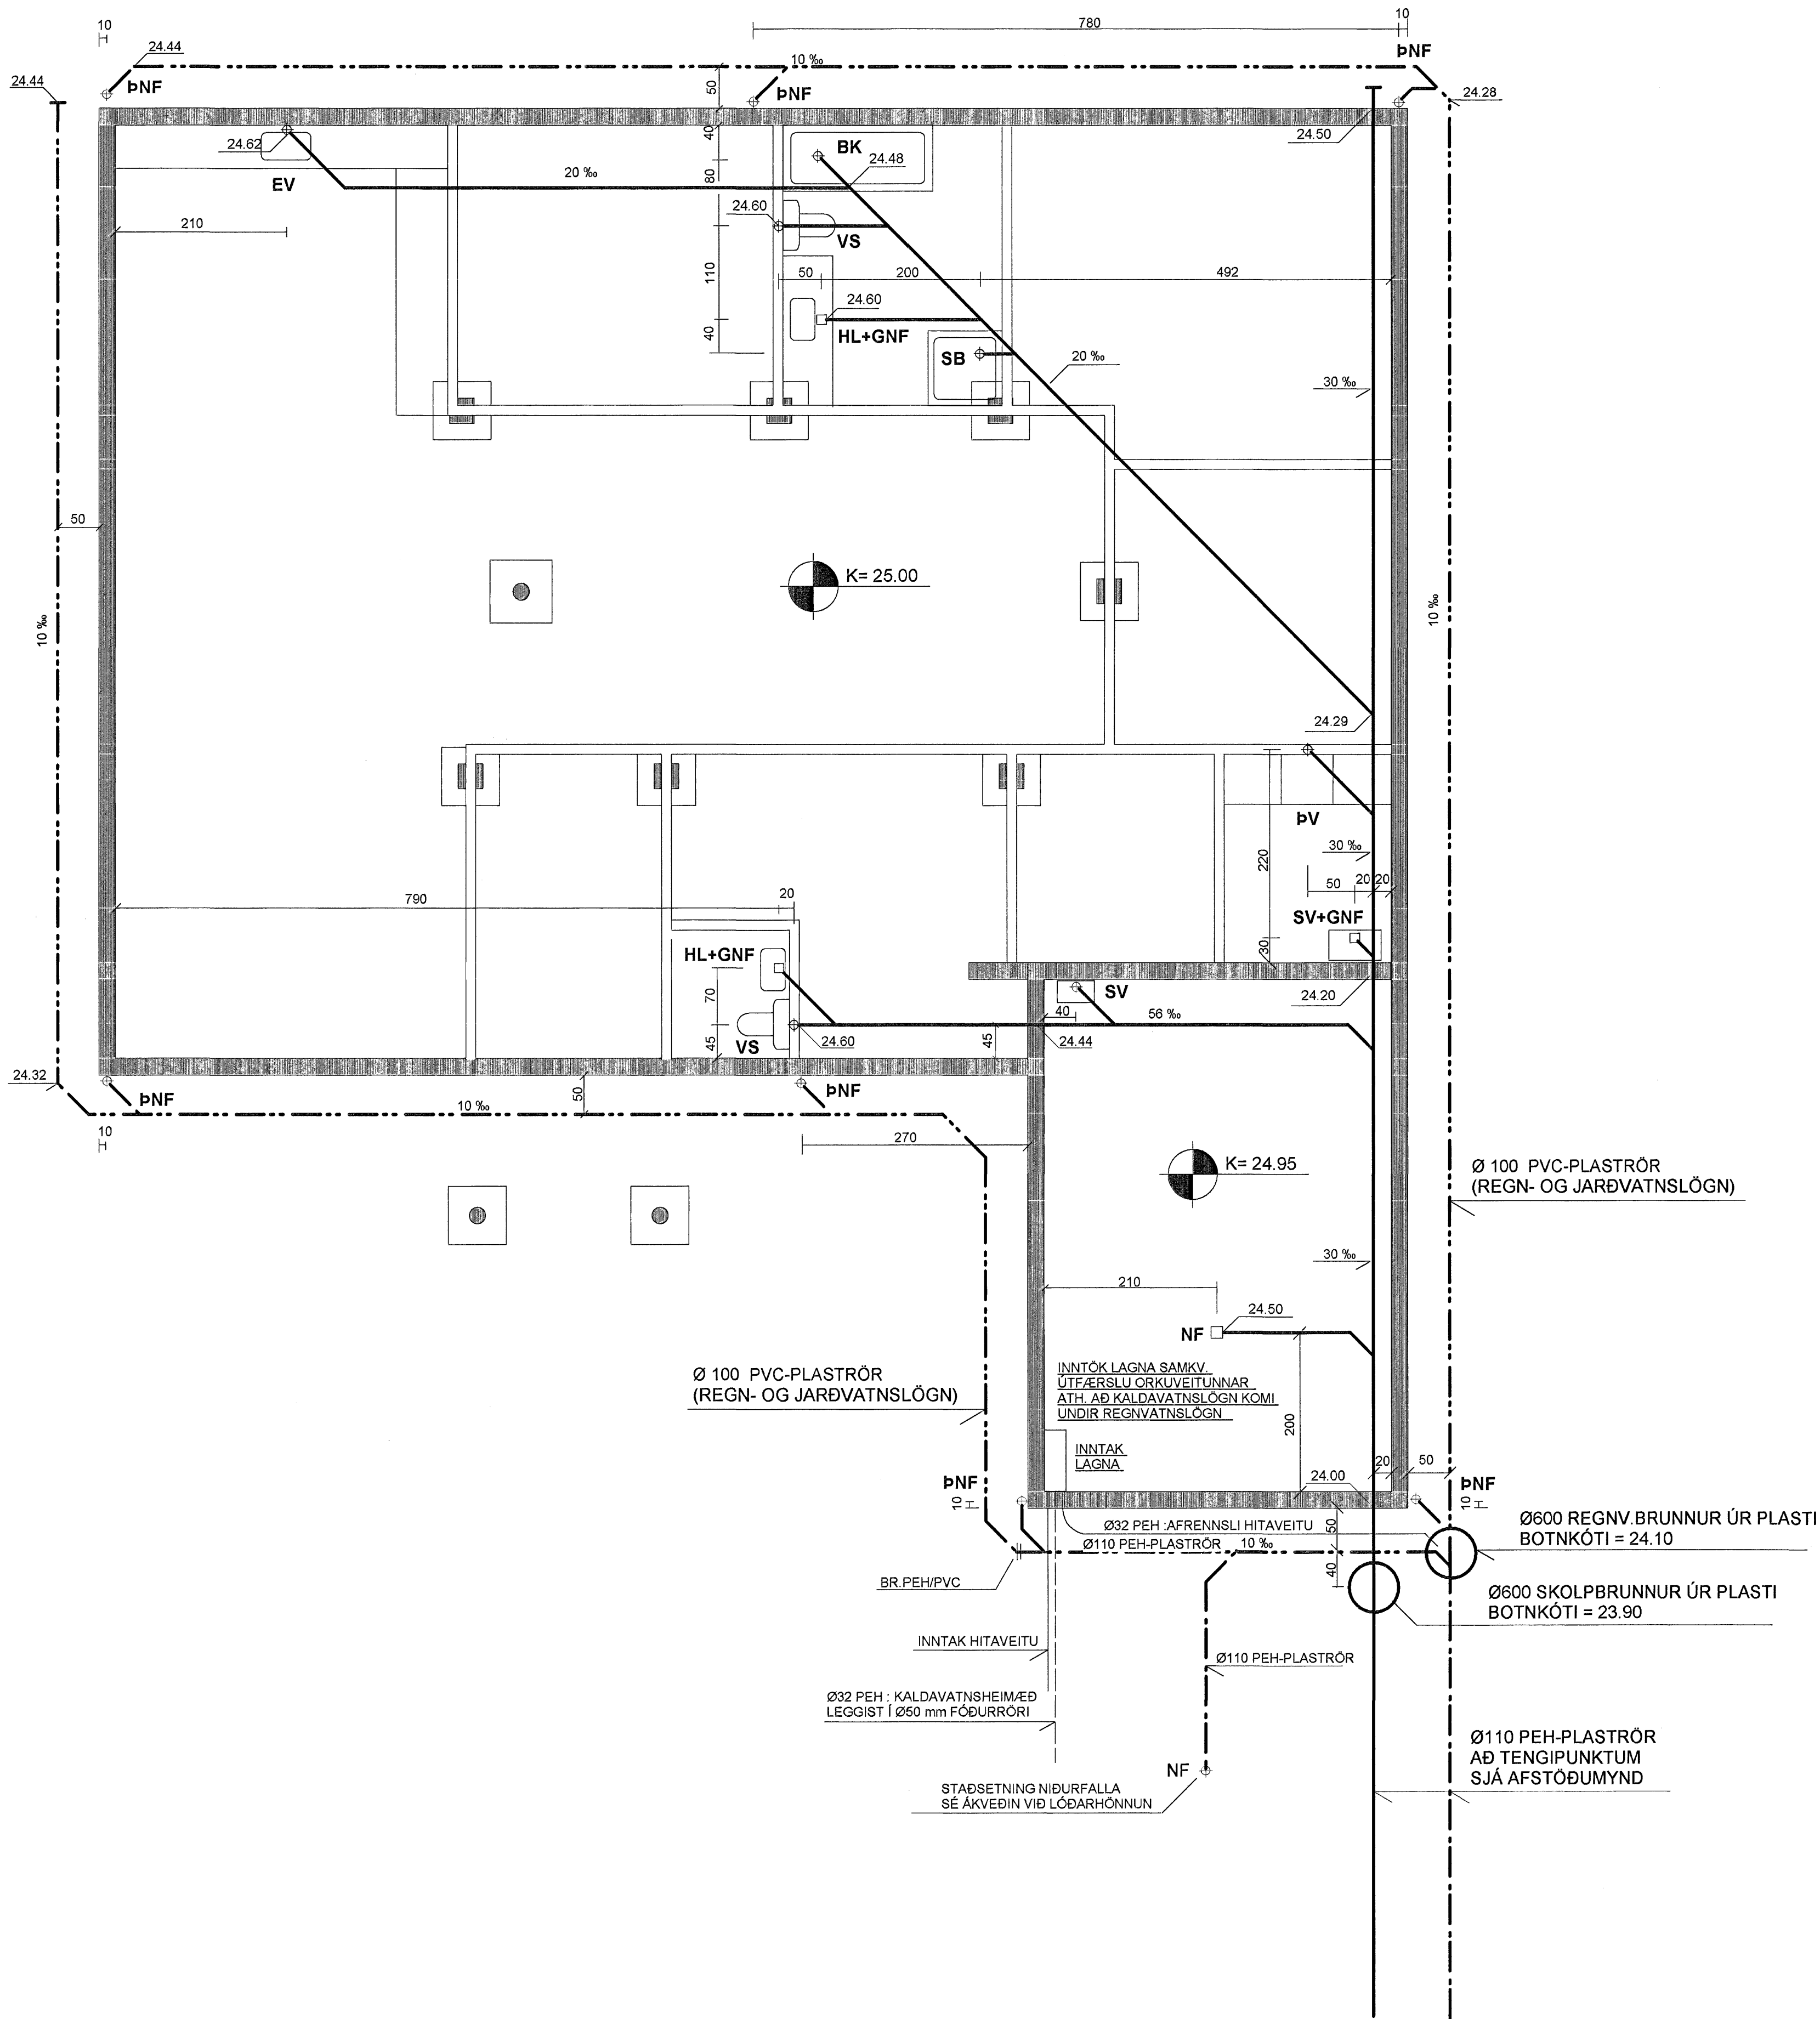 10
780
10
ÞNF
24.44
10 ‰
24.44
ÞNF
50
ÞNF
24.28
24.50
40
24.62
BK
24.48
EV
20 ‰
80
24.60
VS
210
110
50
200
492
24.60
HL+GNF
40
SB
20 ‰
30 ‰
50
K= 25.00
10 ‰
10 ‰
24.29
ÞV
30 ‰
220
50
20
20
790
20
SV+GNF
30
HL+GNF
70
SV
24.20
40
56 ‰
VS
45
24.60
45
24.44
24.32
ÞNF
50
ÞNF
10 ‰
10
270
K= 24.95
Ø 100 PVC-PLASTRÖR
(REGN- OG JARÐVATNSLÖGN)
30 ‰
210
24.50
NF
Ø 100 PVC-PLASTRÖR
(REGN- OG JARÐVATNSLÖGN)
INNTÖK LAGNA SAMKV.
ÚTFÆRSLU ORKUVEITUNNAR
ATH. AÐ KALDAVATNSLÖGN KOMI
UNDIR REGNVATNSLÖGN
200
INNTAK
LAGNA
20
50
24.00
ÞNF
10
ÞNF
10
Ø32 PEH :AFRENNSLI HITAVEITU
50
Ø600 REGNV.BRUNNUR ÚR PLASTI
BOTNKÓTI = 24.10
Ø110 PEH-PLASTRÖR
10 ‰
40
BR.PEH/PVC
Ø600 SKOLPBRUNNUR ÚR PLASTI
BOTNKÓTI = 23.90
INNTAK HITAVEITU
Ø110 PEH-PLASTRÖR
Ø32 PEH : KALDAVATNSHEIMÆÐ
LEGGIST Í Ø50 mm FÓÐURRÖRI
Ø110 PEH-PLASTRÖR
AÐ TENGIPUNKTUM
SJÁ AFSTÖÐUMYND
NF
STAÐSETNING NIÐURFALLA
SÉ ÁKVEÐIN VIÐ LÓÐARHÖNNUN